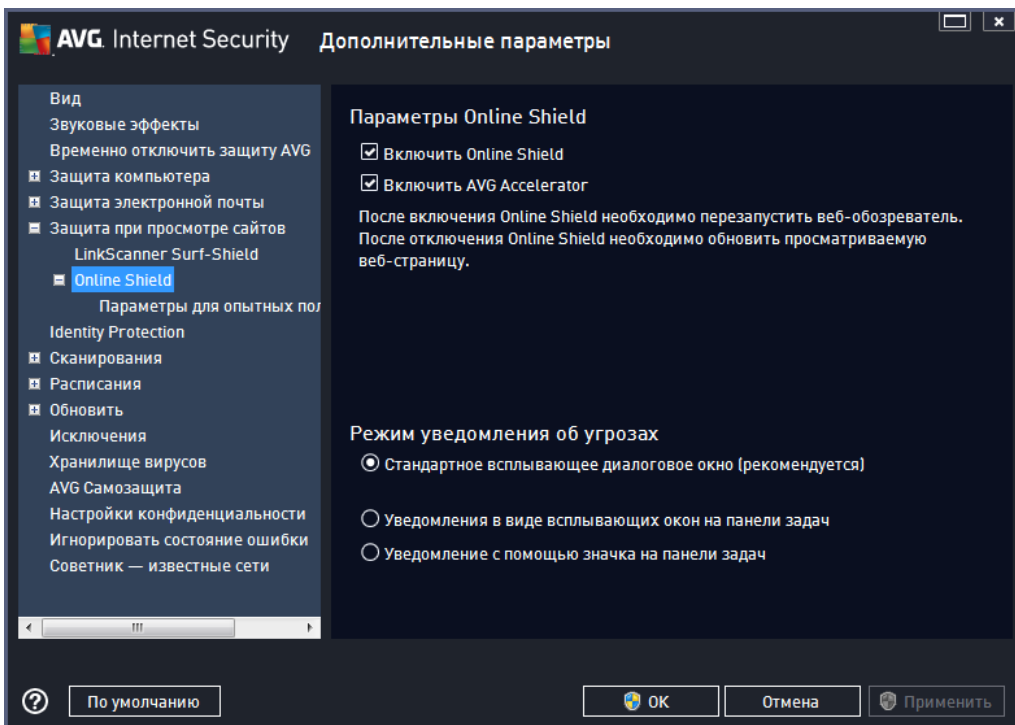 AVG. Internet Security
Дополнительные параметры
Вид
Звуковые эффекты
Временно отключить защиту AVG
Защита компьютера
Защита электронной почты
Защита при просмотре сайтов
LinkScanner Surf-Shield
Online Shield
Параметры для опытных пол
Identity Protection
Сканирования
Расписания
Обновить
Исключения
Хранилище вирусов
AVG Самозащита
Настройки конфиденциальности
Игнорировать состояние ошибки
Советник — известные сети
Параметры Online Shield
Включить Online Shield
Включить AVG Accelerator
После включения Online Shield необходимо перезапустить веб-обозреватель.
После отключения Online Shield необходимо обновить просматриваемую
веб-страницу.
Режим уведомления об угрозах
Стандартное всплывающее диалоговое окно (рекомендуется)
Уведомления в виде всплывающих окон на панели задач
Уведомление с помощью значка на панели задач
По умолчанию
ОК
Отмена
Применить